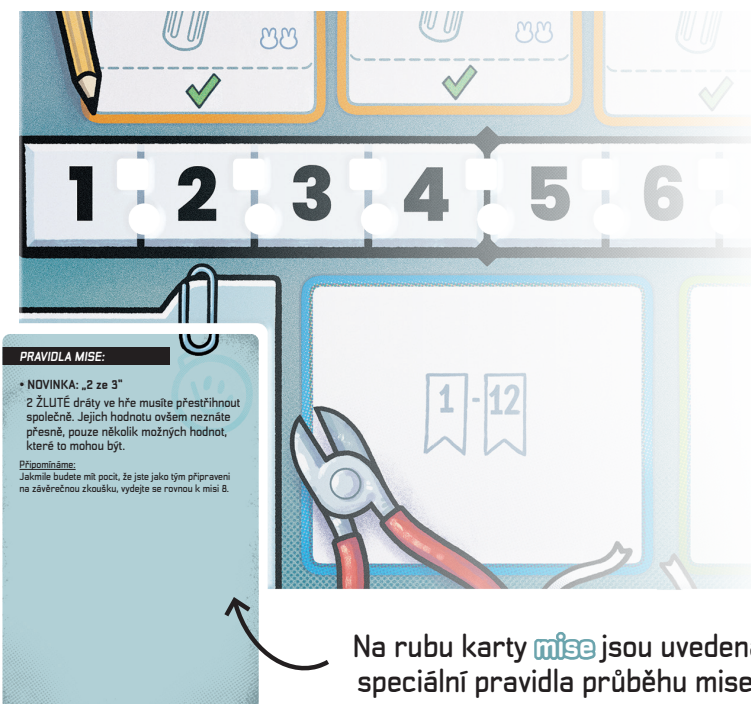 1 2 3 4 5 6
1 - 12
PRAVIDLA MISE:
• NOVINKA: „2 ze 3”
2 ŽLUTÉ dráty ve hře musíte přestřihnout
společně. Jejich hodnotu ovšem neznáte
přesně, pouze několik možných hodnot,
které to mohou být.
Připomínáme:
Jakmile budete mít pocit, že jste jako tým připraveni
na závěrečnou zkoušku, vydejte se rovnou k misi 8.
Na rubu karty mise jsou uvedena
speciální pravidla průběhu mise